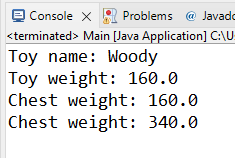 Console Problems @ Javado
<terminated> Main [Java Application] C:\U
Toy name: Woody
Toy weight: 160.0
Chest weight: 160.0
Chest weight: 340.0